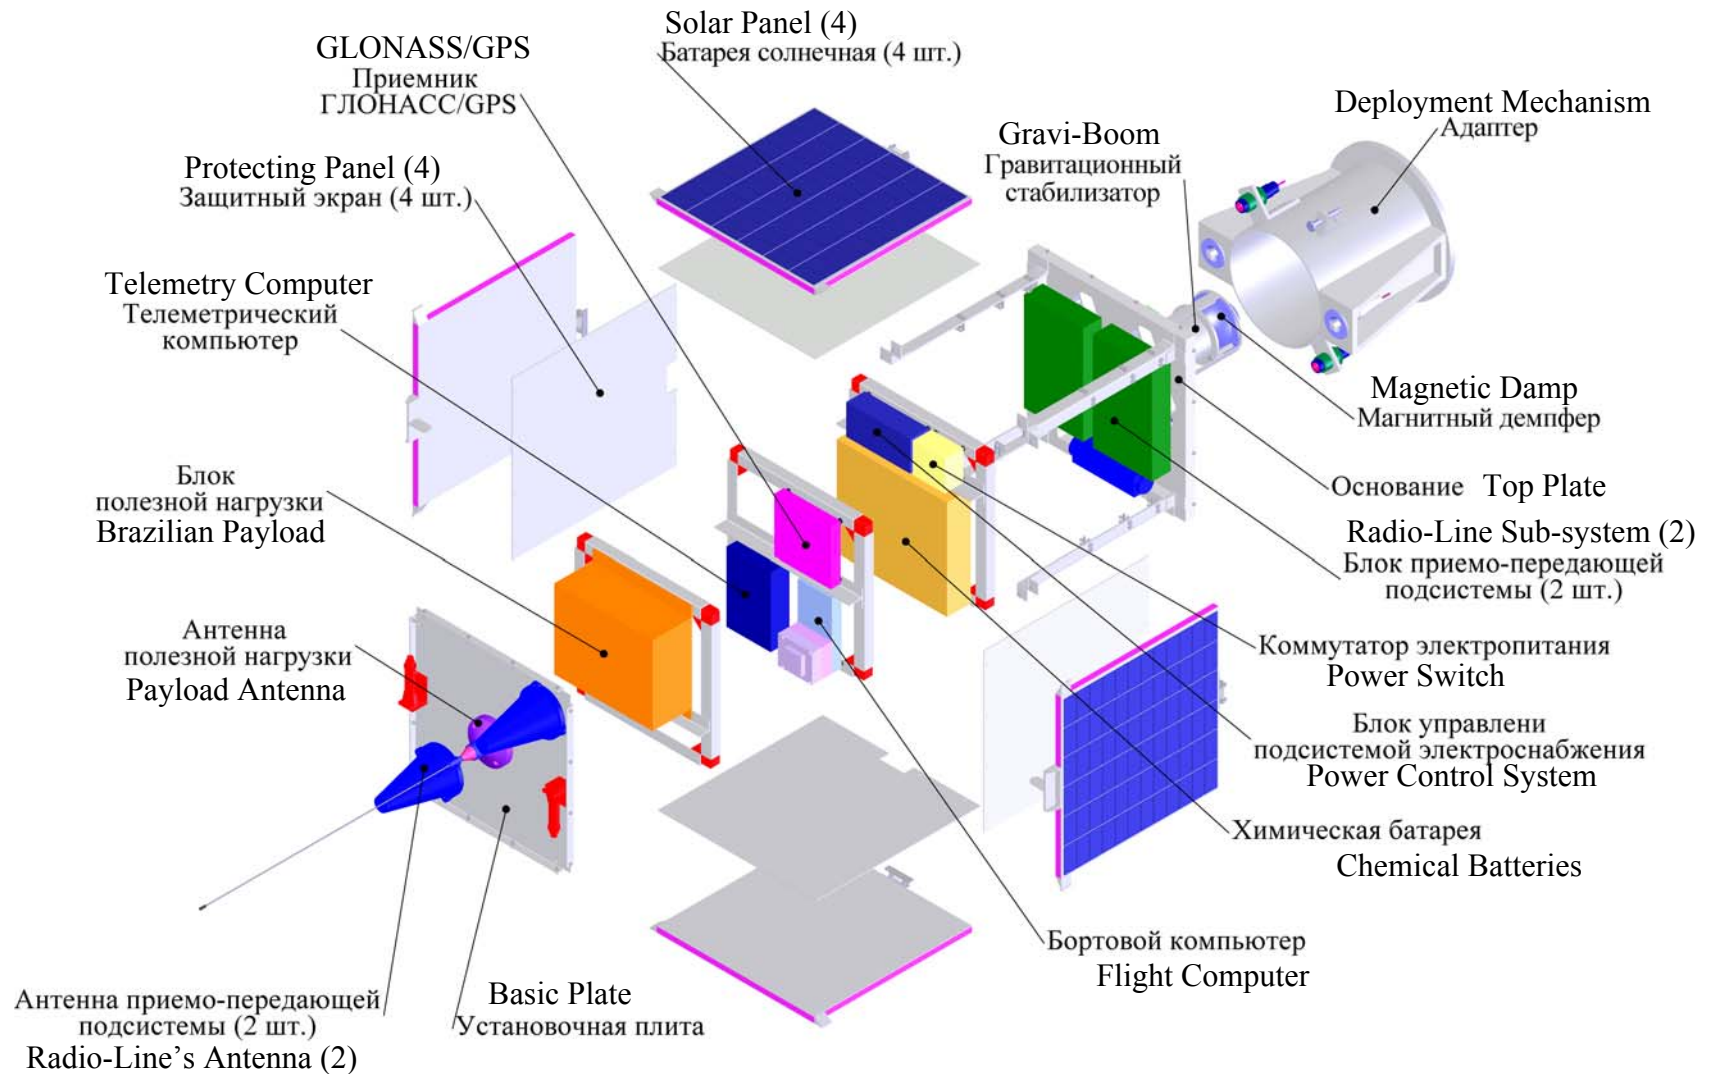 Solar Panel (4)
Батарея солнечная (4 шт.)
GLONASS/GPS
Приемник
ГЛОНАСС/GPS
Deployment Mechanism
Адаптер
Gravi-Boom
Гравитационный
стабилизатор
Protecting Panel (4)
Защитный экран (4 шт.)
Telemetry Computer
Телеметрический
компьютер
Magnetic Damp
Магнитный демпфер
Блок
полезной нагрузки
Brazilian Payload
Основание Top Plate
Radio-Line Sub-system (2)
Блок приемо-передающей
подсистемы (2 шт.)
Антенна
полезной нагрузки
Payload Antenna
Коммутатор электропитания
Power Switch
Блок управлени
подсистемой электроснабжения
Power Control System
Химическая батарея
Chemical Batteries
Бортовой компьютер
Flight Computer
Basic Plate
Установочная плита
Антенна приемо-передающей
подсистемы (2 шт.)
Radio-Line's Antenna (2)